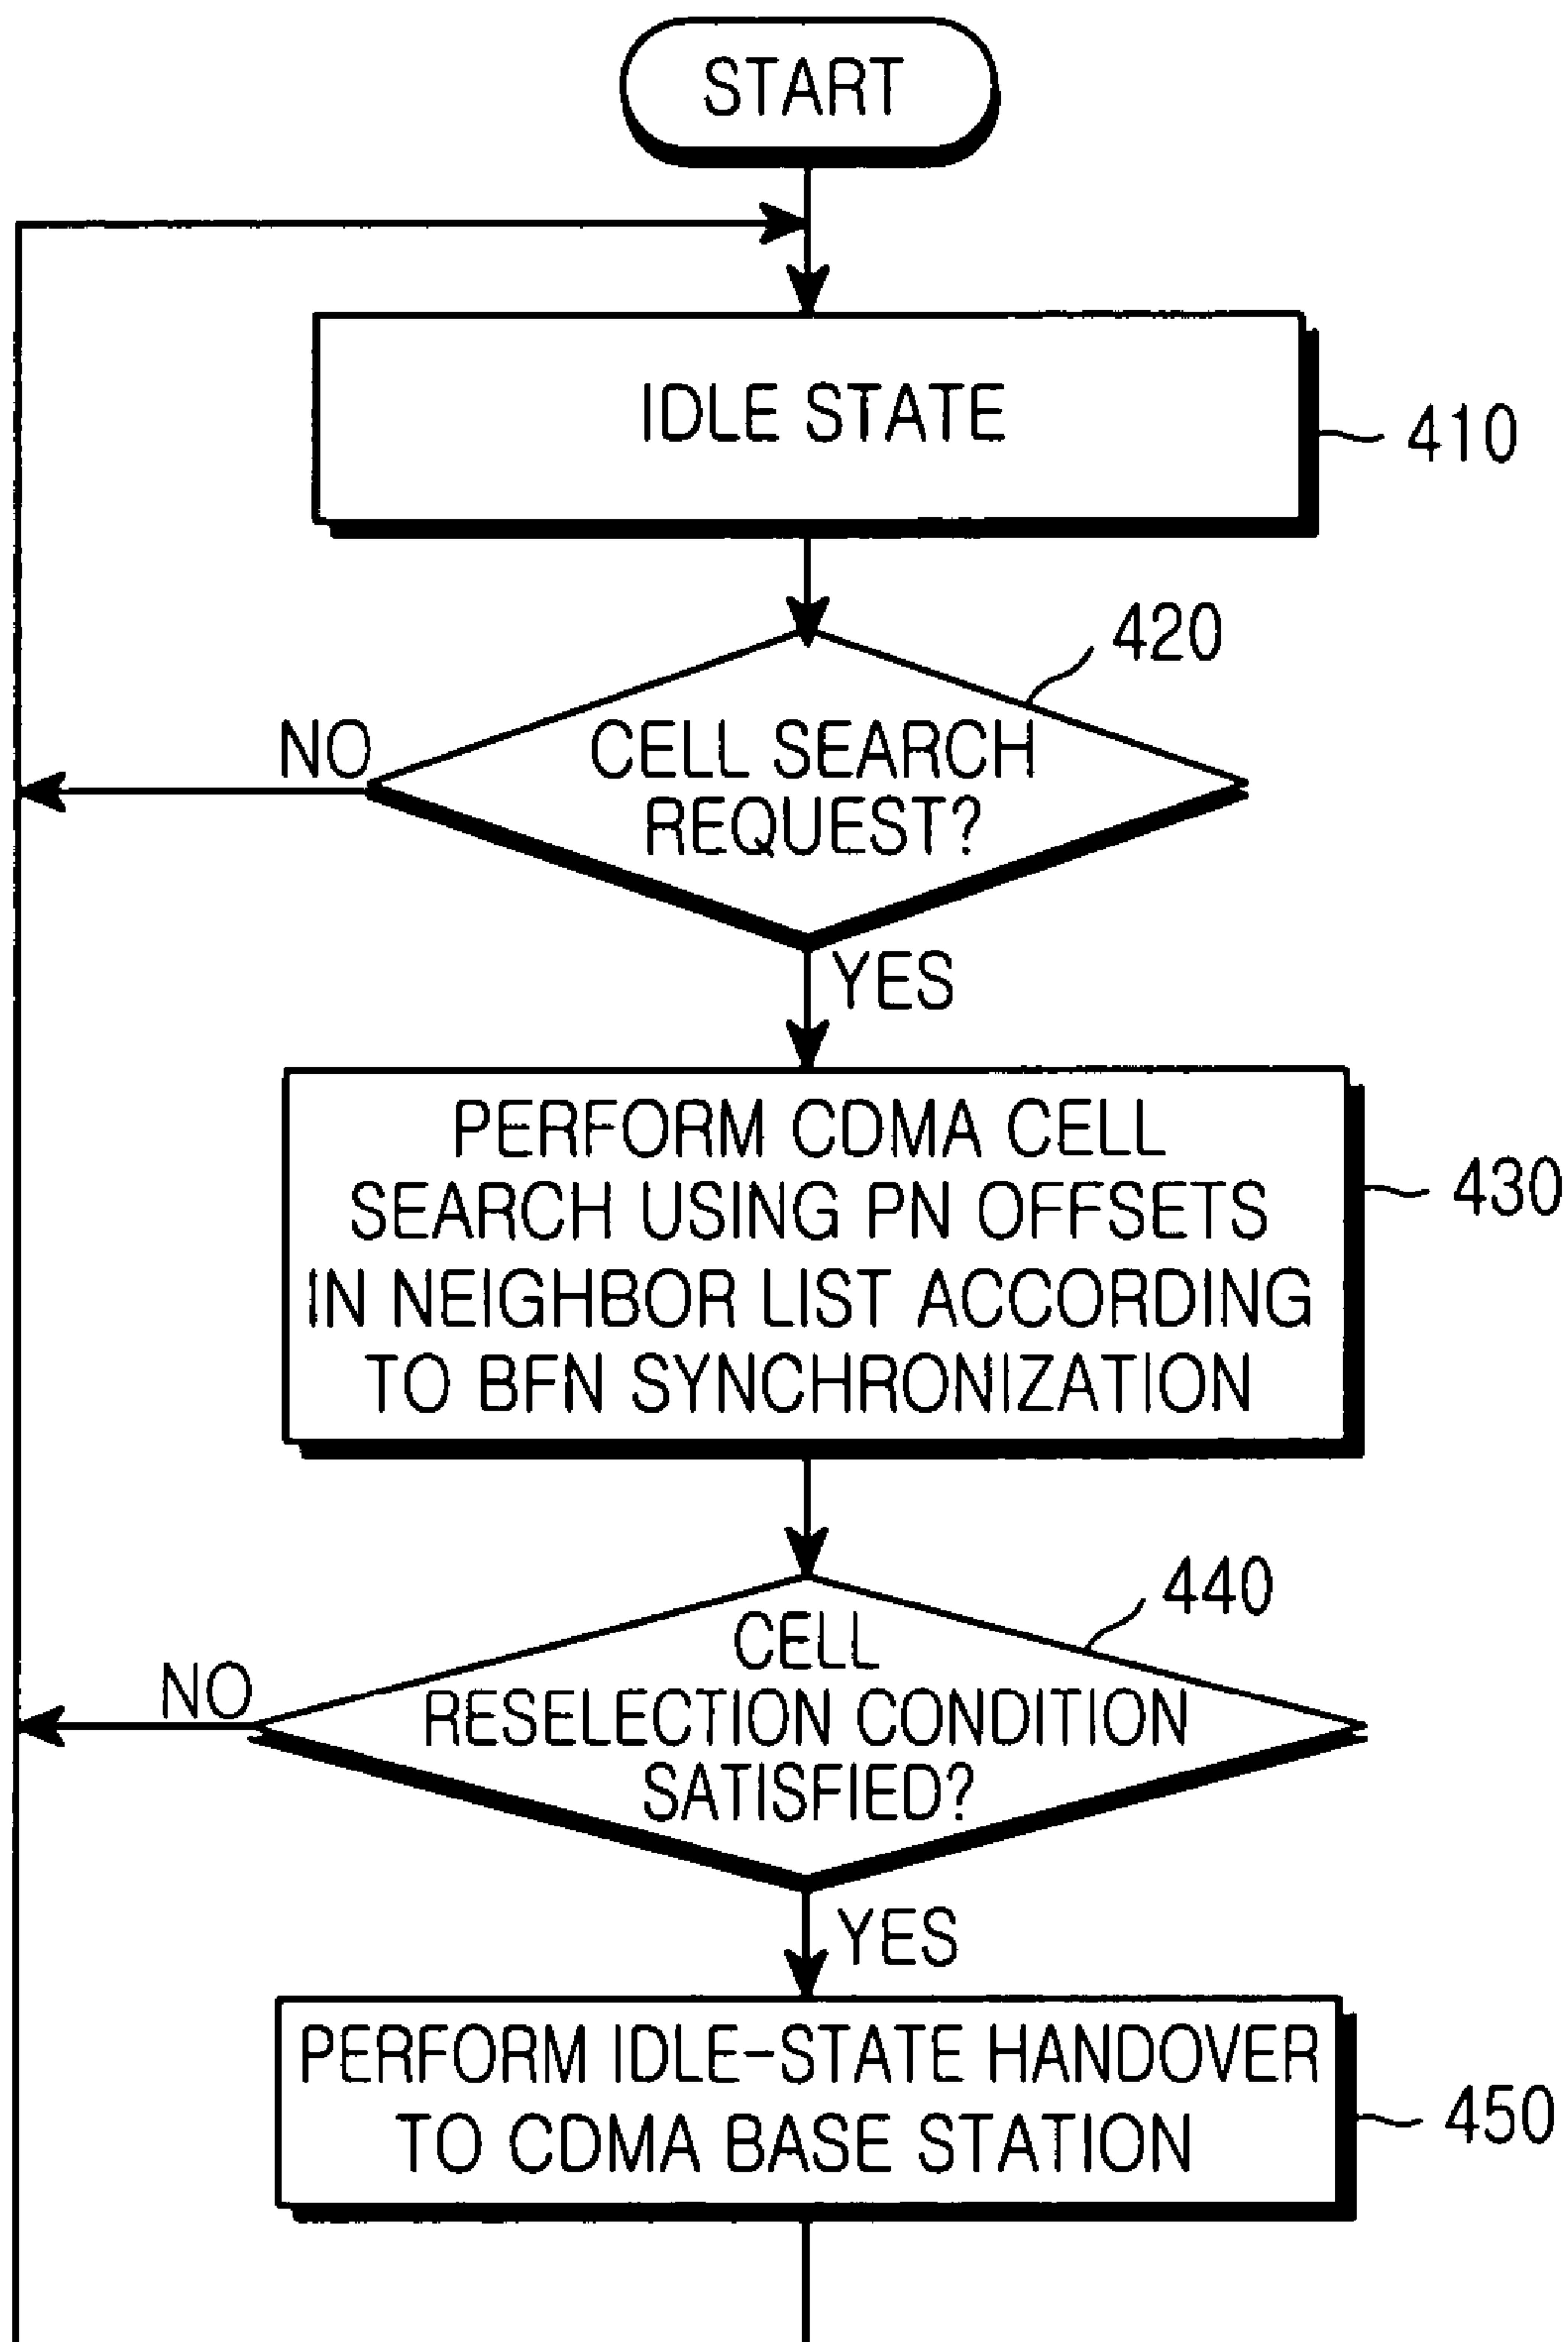 START
IDLE STATE
410
420
NO
CELL SEARCH
REQUEST?
YES
PERFORM CDMA CELL
SEARCH USING PN OFFSETS
IN NEIGHBOR LIST ACCORDING
TO BFN SYNCHRONIZATION
430
440
CELL
NO
RESELECTION CONDITION
SATISFIED?
YES
PERFORM IDLE-STATE HANDOVER
TO CDMA BASE STATION
450